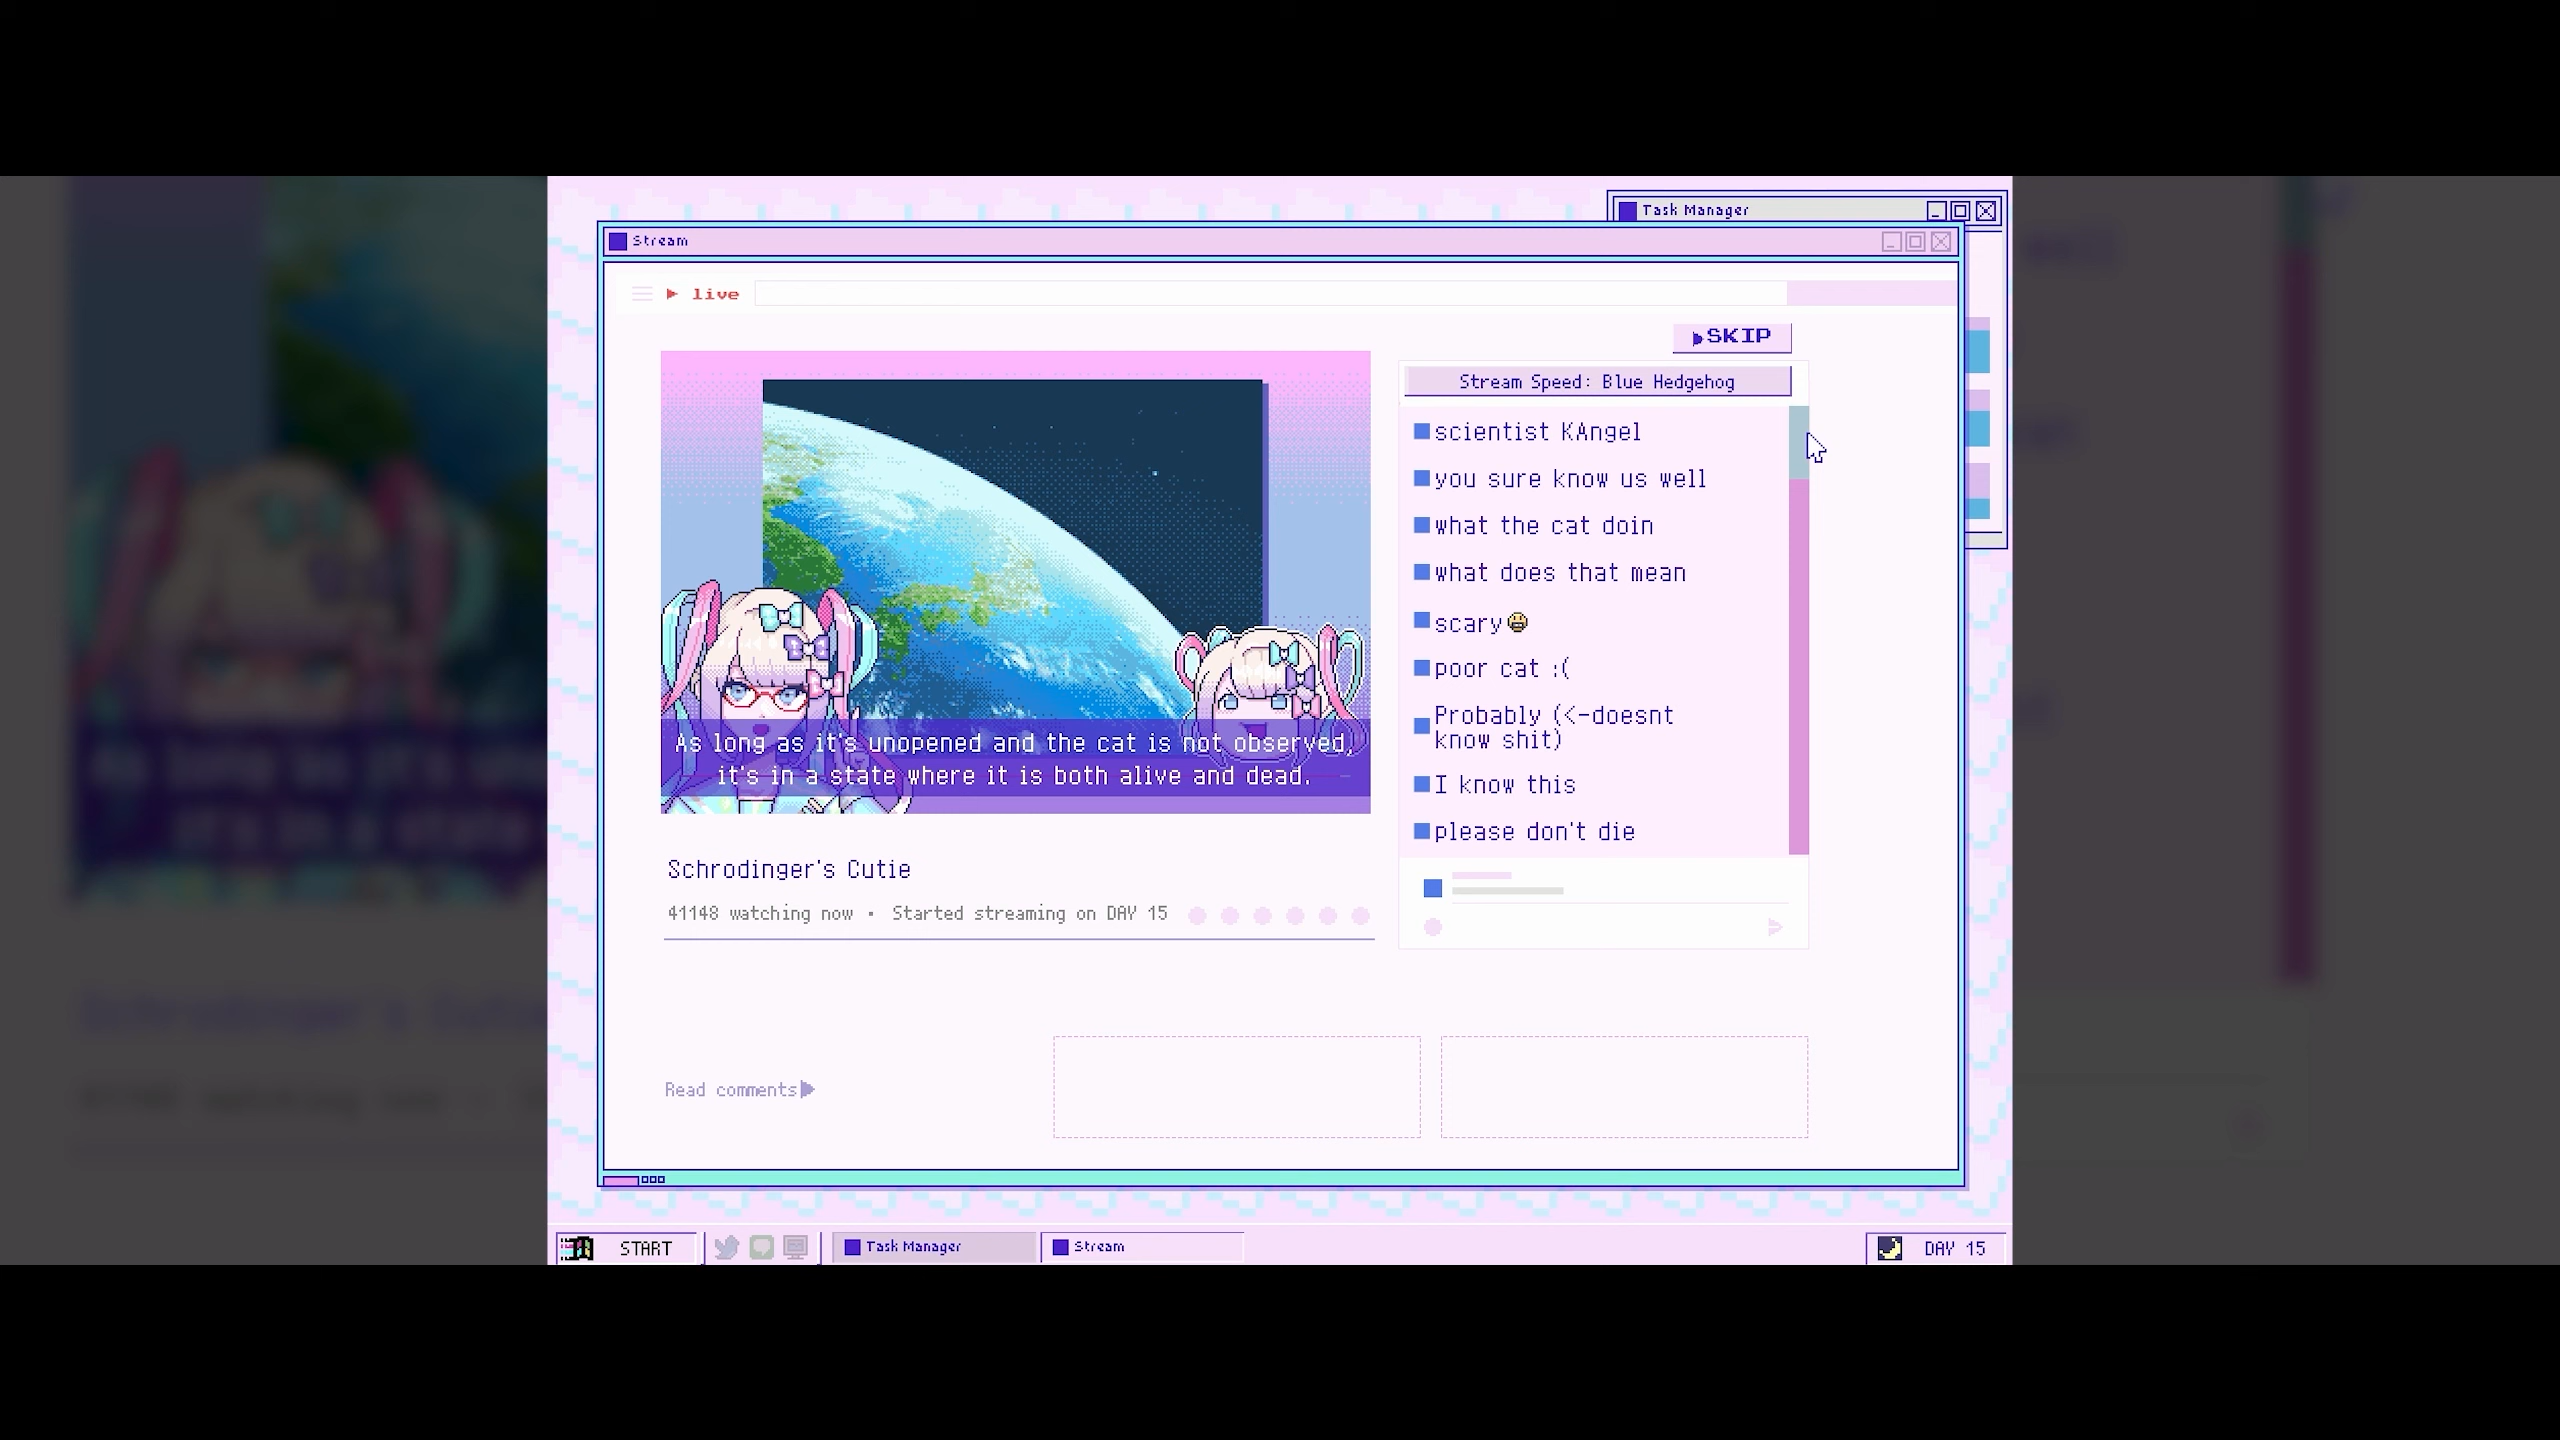 Task Manager
Stream
live
SKIP
Stream Speed: Blue Hedgehog
scientist KAngel
you sure know us well
what the cat doin
what does that mean
scary
poor cat :(
Probably (<-doesnt
know shit)
I know this
please don't die
As long as it's unopened and the cat is not observed,
it's in a state where it is both alive and dead.
Schrodinger's Cutie
41148 watching now • Started streaming on DAY 15
Read comments
START
Task Manager
Stream
DAY 15